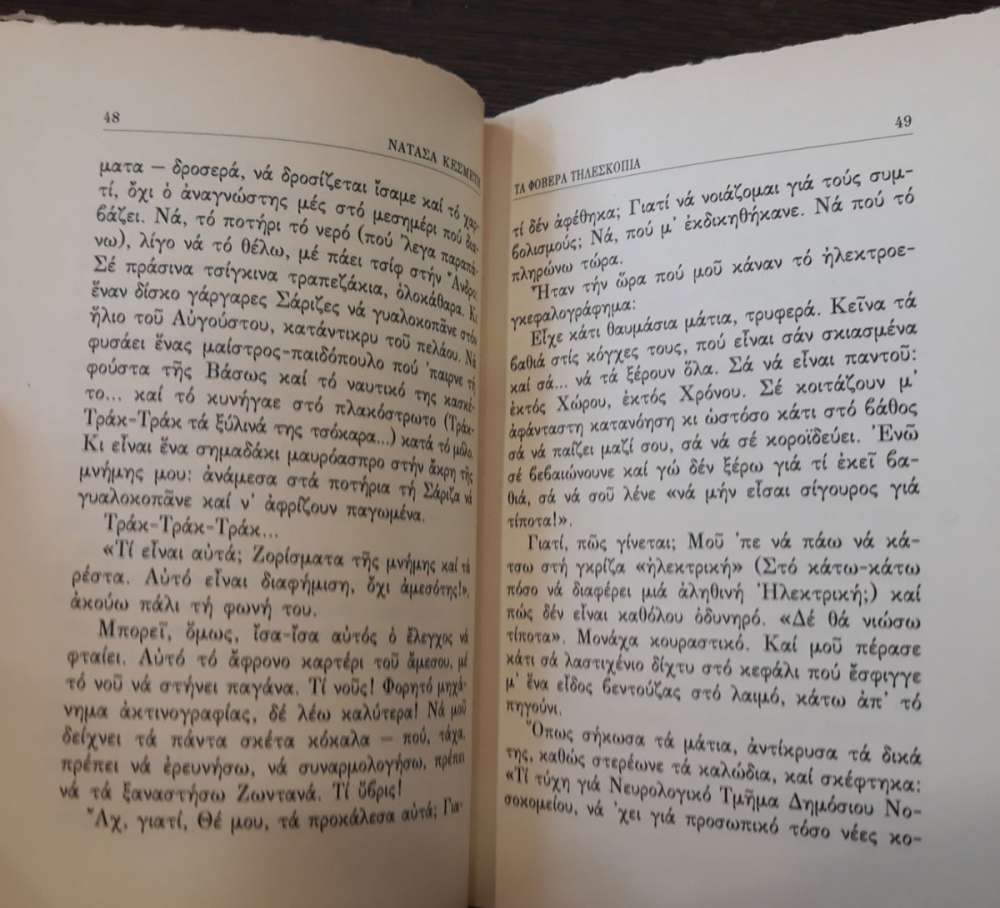 48
ΝΑΤΑΣΑ ΚΕΣΜΕΤΗ
ματα — δροσερά, νά δροσίζεται ἴσαμε καί τό χαρ-
τί, ὄχι ὁ ἀναγνώστης μές στό μεσημέρι πού δια-
βάζει. Νά, τό ποτήρι τό νερό (πού ᾽λεγα παραπά-
νω), λίγο νά τό θέλω, μέ πάει τσίφ στήν Ἄνδρο.
Σέ πράσινα τσίγκινα τραπεζάκια, ὁλοκάθαρα. Κι
ἕναν δίσκο γάργαρες Σάριζες νά γυαλοκοπᾶνε στόν
ἥλιο τοῦ Αὐγούστου, κατάντικρυ τοῦ πελάου. Νά
φυσάει ἕνας μαίστρος-παιδόπουλο πού ᾽παιρνε τή
φούστα τῆς Βάσως καί τό ναυτικό της κασκέ-
το... καί τό κυνήγαε στό πλακόστρωτο (Τράκ-
Τράκ-Τράκ τά ξύλινά της τσόκαρα...) κατά τό μῶλο.
Κι εἶναι ἕνα σημαδάκι μαυρόασπρο στήν ἄκρη τῆς
μνήμης μου: ἀνάμεσα στά ποτήρια τή Σάριζα νά
γυαλοκοπᾶνε καί ν᾽ ἀφρίζουν παγωμένα.
Τράκ-Τράκ-Τράκ...
«Τί εἶναι αὐτά; Ζορίσματα τῆς μνήμης καί τά
ρέστα. Αὐτό εἶναι διαφήμιση, ὄχι ἀμεσότης!»,
ἀκούω πάλι τή φωνή του.
Μπορεῖ, ὅμως, ἴσα-ἴσα αὐτός ὁ ἔλεγχος νά
φταίει. Αὐτό τό ἄφρονο καρτέρι τοῦ ἄμεσου, μέ
τό νοῦ νά στήνει παγάνα. Τί νοῦς! Φορητό μηχά-
νημα ἀκτινογραφίας, δέ λέω καλύτερα! Νά μοῦ
δείχνει τά πάντα σκέτα κόκαλα — πού, τάχα,
πρέπει νά ἐρευνήσω, νά συναρμολογήσω, πρέπει
νά τά ξαναστήσω Ζωντανά. Τί ὕβρις!
Ἄχ, γιατί, Θέ μου, τά προκάλεσα αὐτά; Για-
49
ΤΑ ΦΟΒΕΡΑ ΤΗΛΕΣΚΟΠΙΑ
τί δέν ἀφέθηκα; Γιατί νά νοιάζομαι γιά τούς συμ-
βολισμούς; Νά, πού μ᾽ ἐκδικηθήκανε. Νά πού τό
πληρώνω τώρα.
Ἦταν τήν ὥρα πού μοῦ κάναν τό ἠλεκτροε-
γκεφαλογράφημα:
Εἶχε κάτι θαυμάσια μάτια, τρυφερά. Κεῖνα τά
βαθιά στίς κόγχες τους, πού εἶναι σάν σκιασμένα
καί σά... νά τά ξέρουν ὅλα. Σά νά εἶναι παντοῦ:
ἐκτός Χώρου, ἐκτός Χρόνου. Σέ κοιτάζουν μ᾽
ἀφάνταστη κατανόηση κι ὡστόσο κάτι στό βάθος
σά νά παίζει μαζί σου, σά νά σέ κοροϊδεύει. Ἐνῶ
σέ βεβαιώνουνε καί γώ δέν ξέρω γιά τί ἐκεῖ βα-
θιά, σά νά σοῦ λένε «νά μήν εἶσαι σίγουρος γιά
τίποτα!».
Γιατί, πῶς γίνεται; Μοῦ ᾽πε νά πάω νά κά-
τσω στή γκρίζα «ἠλεκτρική» (Στό κάτω-κάτω
πόσο νά διαφέρει μιά ἀληθινή Ἠλεκτρική;) καί
πώς δέν εἶναι καθόλου ὀδυνηρό. «Δέ θά νιώσω
τίποτα». Μονάχα κουραστικό. Καί μοῦ πέρασε
κάτι σά λαστιχένιο δίχτυ στό κεφάλι πού ἔσφιγγε
μ᾽ ἕνα εἶδος βεντούζας στό λαιμό, κάτω ἀπ᾽ τό
πηγούνι.
Ὅπως σήκωσα τά μάτια, ἀντίκρυσα τά δικά
της, καθώς στερέωνε τά καλώδια, καί σκέφτηκα:
«Τί τύχη γιά Νευρολογικό Τμῆμα Δημόσιου Νο-
σοκομείου, νά ᾽χει γιά προσωπικό τόσο νέες κο-